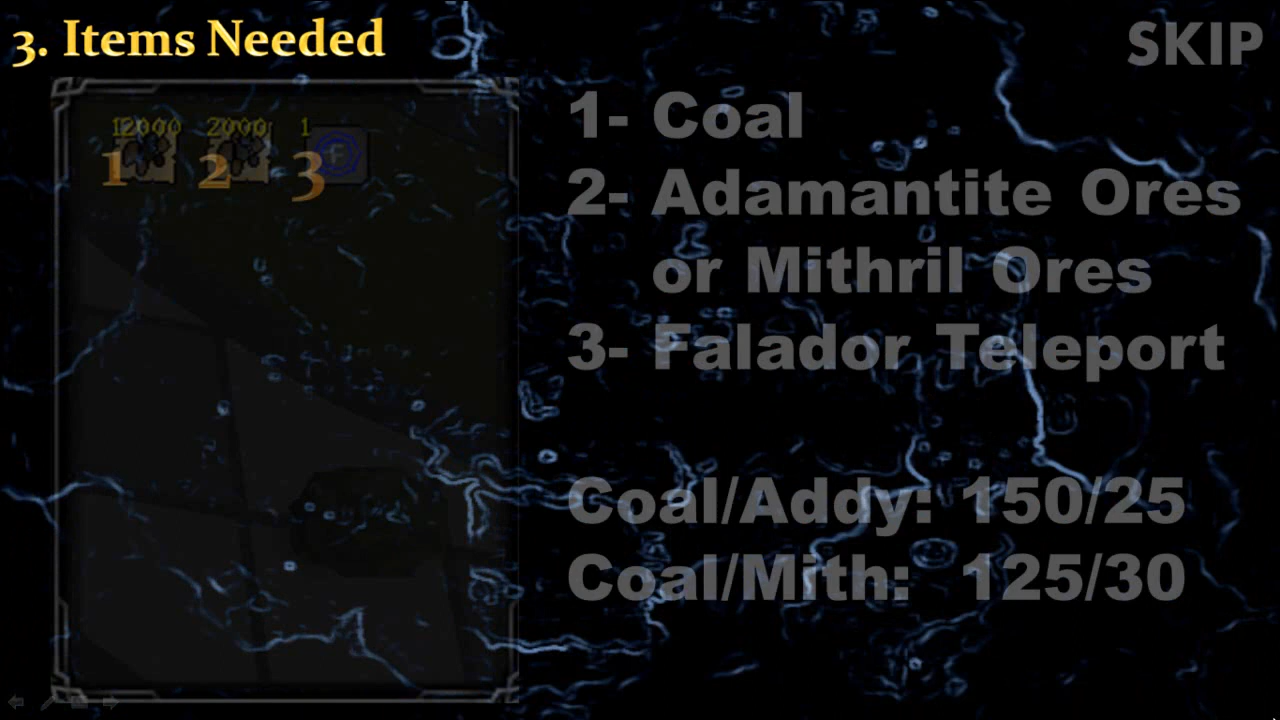 3. Items Needed
SKIP
12000 2000 1
1 2 3
F
1- Coal
2- Adamantite Ores
or Mithril Ores
3- Falador Teleport
Coal/Addy: 150/25
Coal/Mith: 125/30